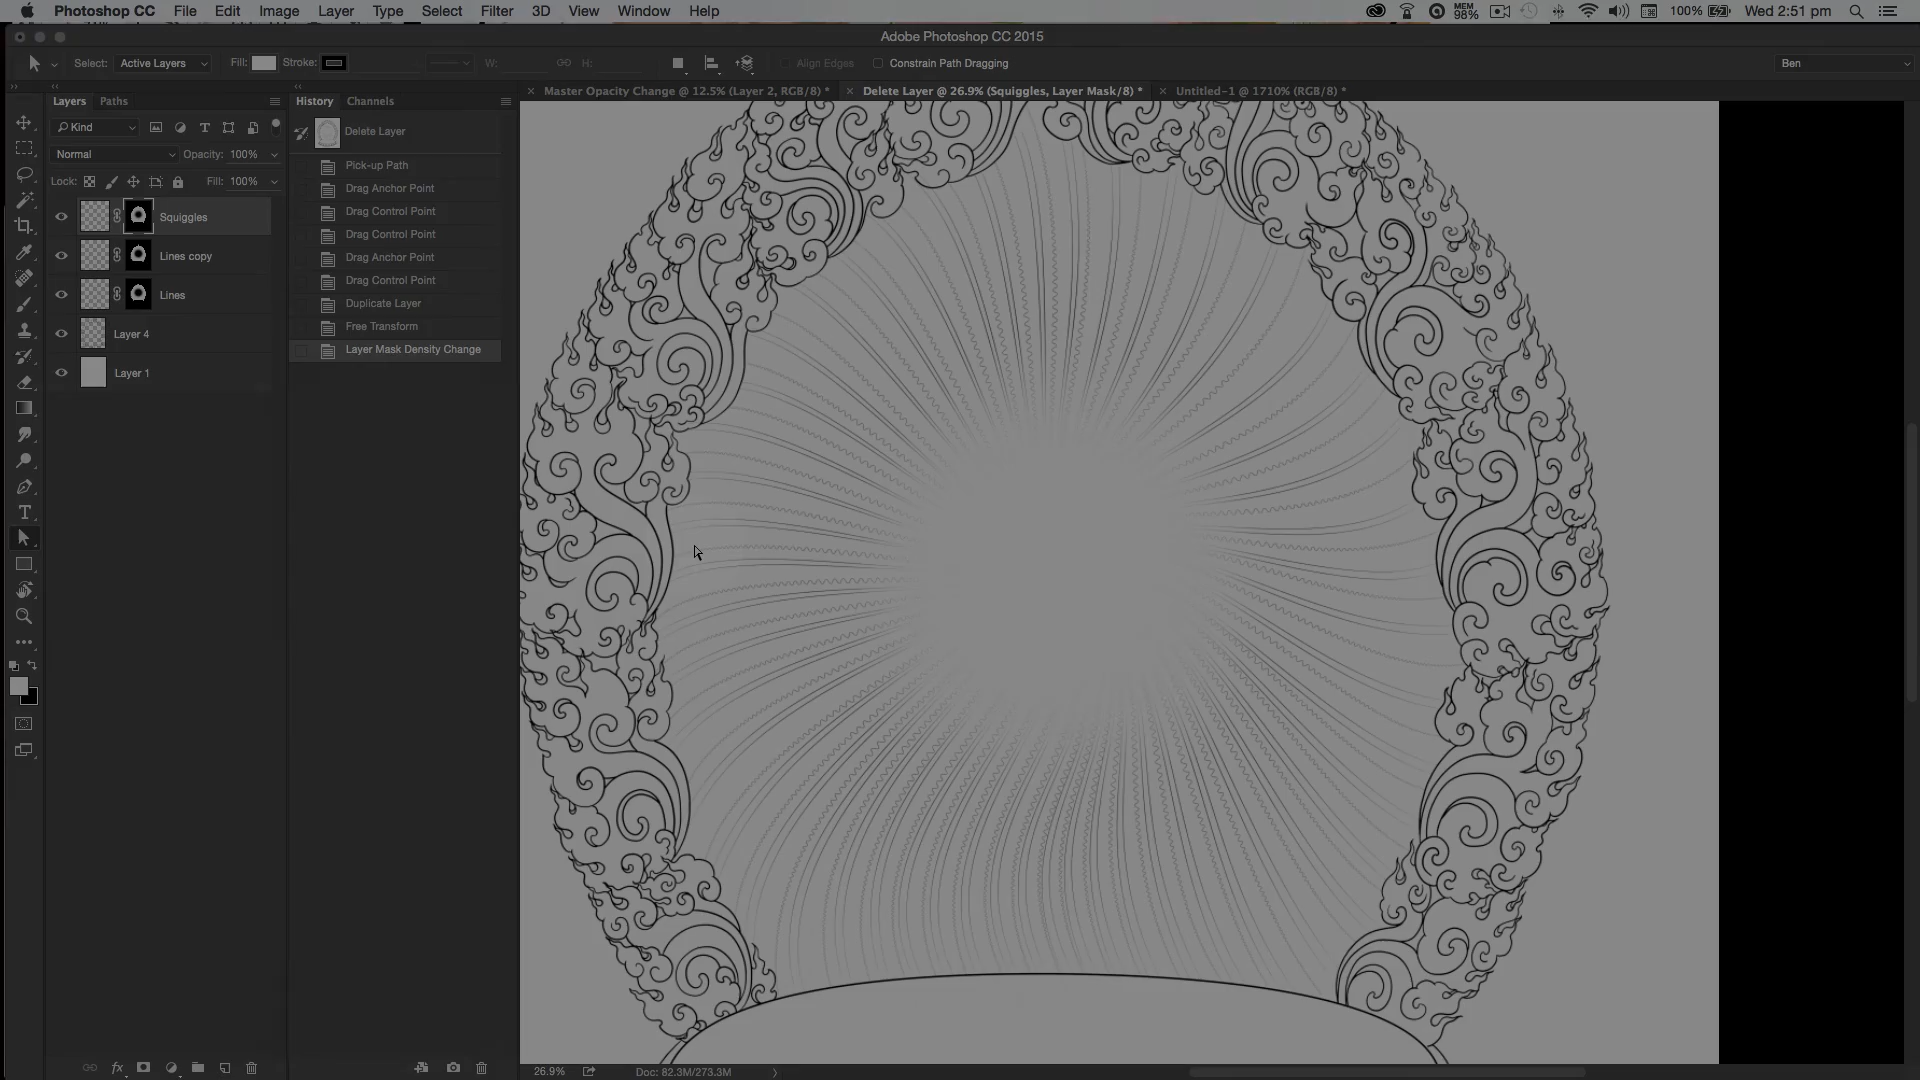 Photoshop CC File Edit Image Layer Type Select Filter 3D View Window Help MEM 98% 100% Wed 2:51 pm
Adobe Photoshop CC 2015
Select: Active Layers Fill: Stroke: W: H: Align Edges Constrain Path Dragging Ben
Layers Paths History Channels
Master Opacity Change @ 12.5% (Layer 2, RGB/8) * Delete Layer @ 26.9% (Squiggles, Layer Mask/8) * Untitled-1 @ 1710% (RGB/8) *
Kind
Normal Opacity: 100%
Lock: Fill: 100%
Squiggles
Lines copy
Lines
Layer 4
Layer 1
Delete Layer
Pick-up Path
Drag Anchor Point
Drag Control Point
Drag Control Point
Drag Anchor Point
Drag Control Point
Duplicate Layer
Free Transform
Layer Mask Density Change
fx
26.9% Doc: 82.3M/273.3M